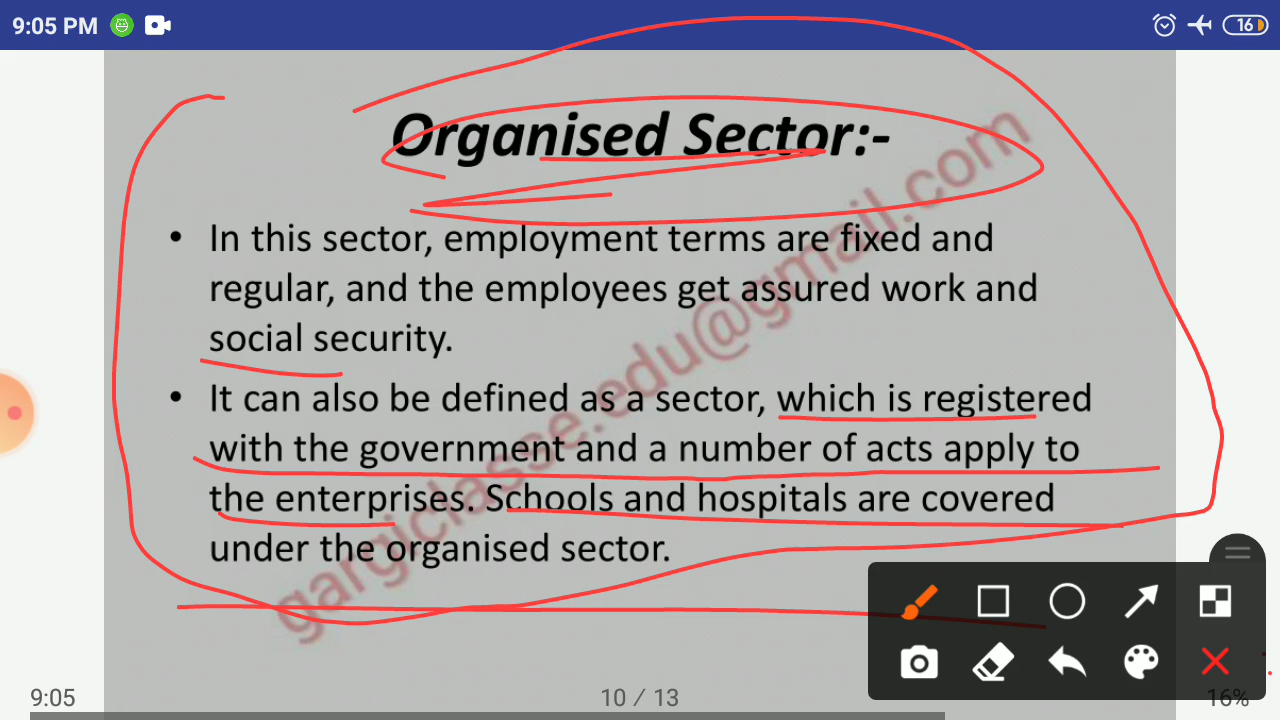 9:05 PM
16
Organised Sector:-
• In this sector, employment terms are fixed and
regular, and the employees get assured work and
social security.
• It can also be defined as a sector, which is registered
with the government and a number of acts apply to
the enterprises. Schools and hospitals are covered
under the organised sector.
gargiclasse.edu@gmail.com
9:05
10 / 13
16%